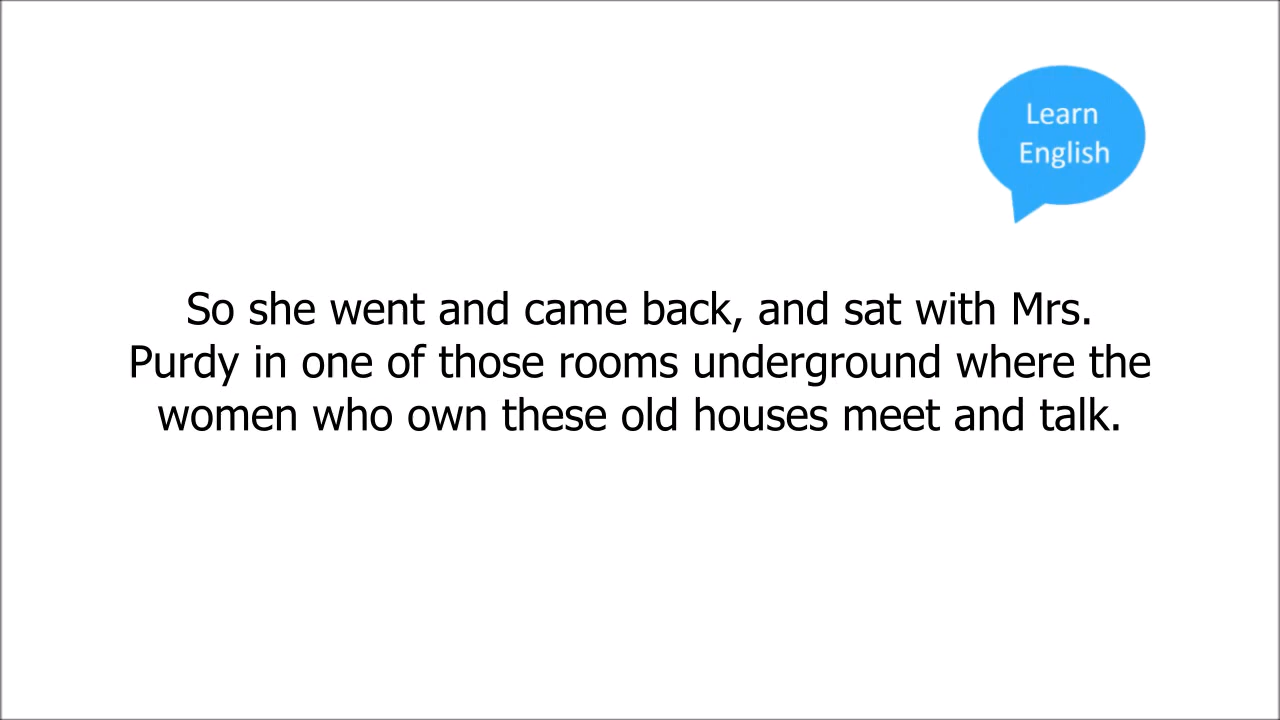 Learn
English
So she went and came back, and sat with Mrs.
Purdy in one of those rooms underground where the
women who own these old houses meet and talk.